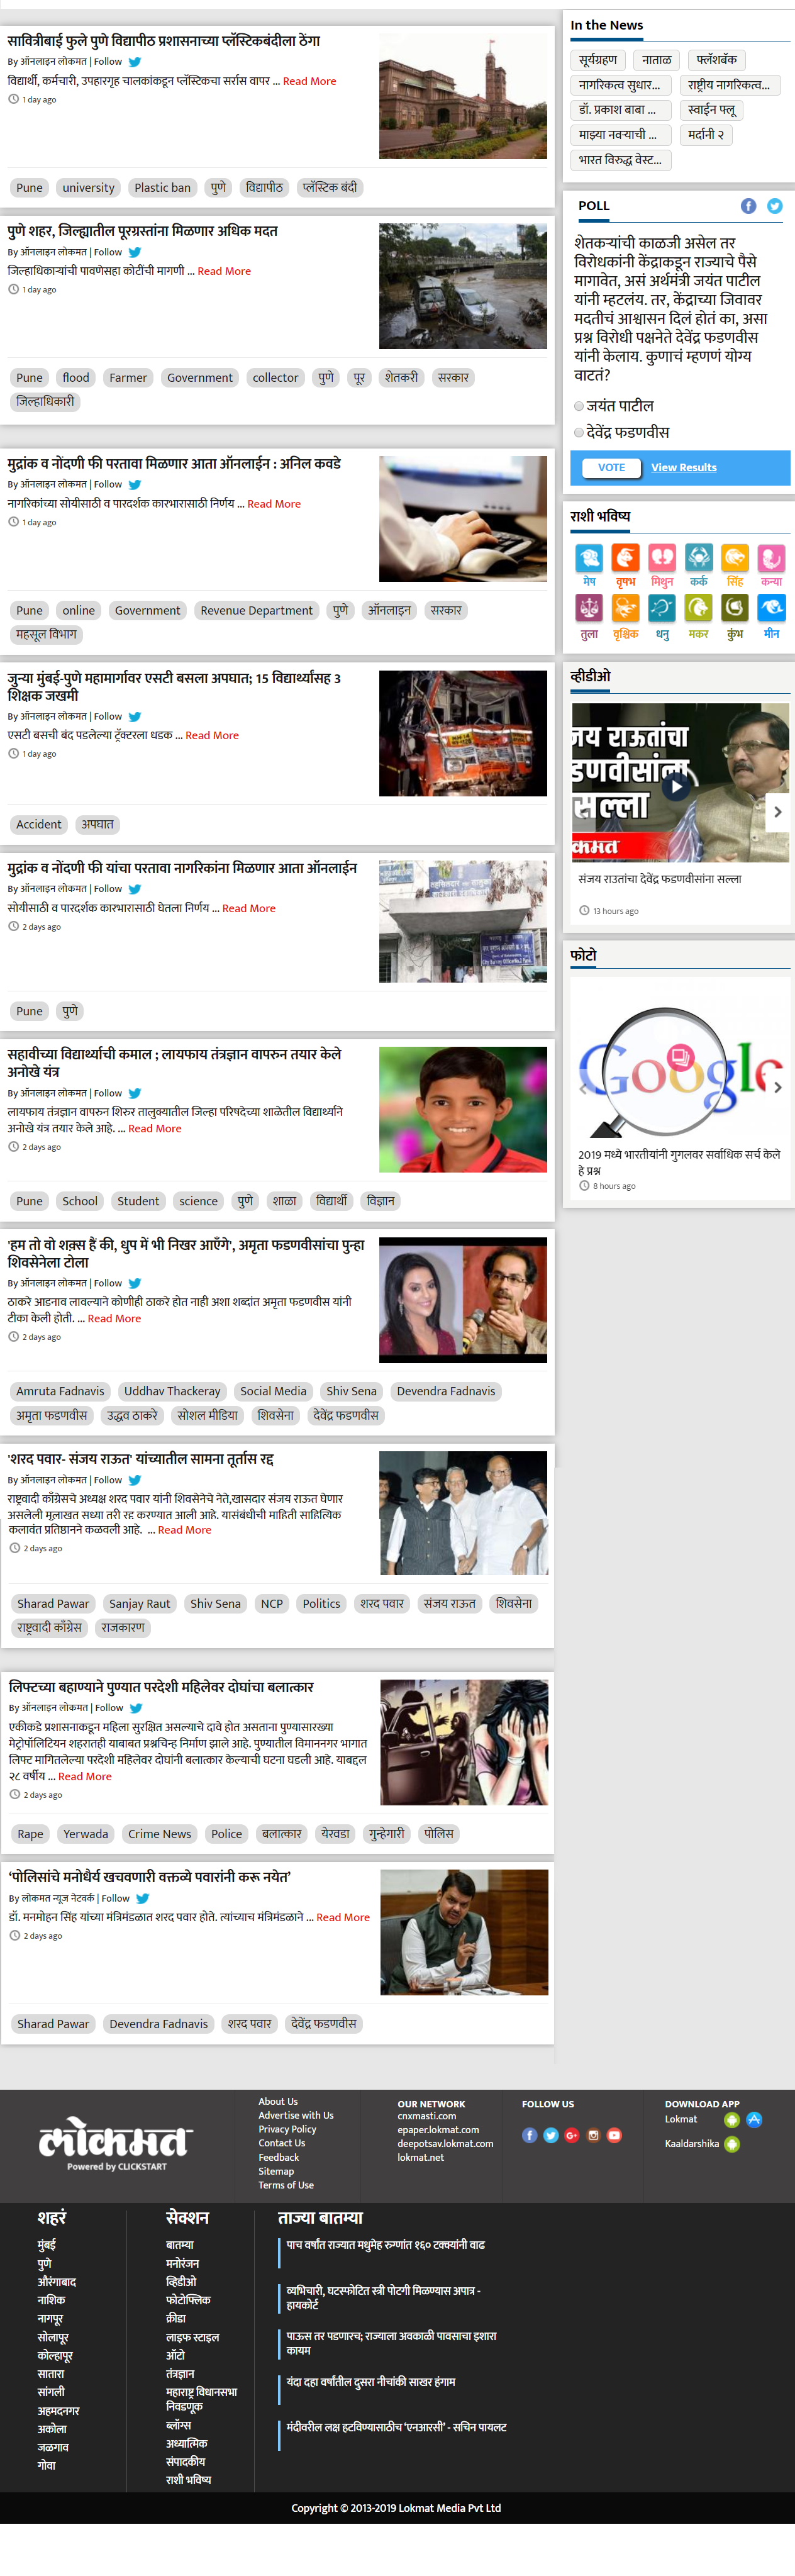 सावित्रीबाई फुले पुणे विद्यापीठ प्रशासनाच्या प्लॅस्टिकबंदीला ठेंगा
By ऑनलाइन लोकमत | Follow
विद्यार्थी, कर्मचारी, उपहारगृह चालकांकडून प्लॅस्टिकचा सर्रास वापर ... Read More
1 day ago
Pune university Plastic ban पुणे विद्यापीठ प्लॅस्टिक बंदी
पुणे शहर, जिल्ह्यातील पूरग्रस्तांना मिळणार अधिक मदत
By ऑनलाइन लोकमत | Follow
जिल्हाधिकाऱ्यांची पावणेसहा कोटींची मागणी ... Read More
1 day ago
Pune flood Farmer Government collector पुणे पूर शेतकरी सरकार
जिल्हाधिकारी
मुद्रांक व नोंदणी फी परतावा मिळणार आता ऑनलाईन : अनिल कवडे
By ऑनलाइन लोकमत | Follow
नागरिकांच्या सोयीसाठी व पारदर्शक कारभारासाठी निर्णय ... Read More
1 day ago
Pune online Government Revenue Department पुणे ऑनलाइन सरकार
महसूल विभाग
जुन्या मुंबई-पुणे महामार्गावर एसटी बसला अपघात; 15 विद्यार्थ्यांसह 3
शिक्षक जखमी
By ऑनलाइन लोकमत | Follow
एसटी बसची बंद पडलेल्या ट्रॅक्टरला धडक ... Read More
1 day ago
Accident अपघात
मुद्रांक व नोंदणी फी यांचा परतावा नागरिकांना मिळणार आता ऑनलाईन
By ऑनलाइन लोकमत | Follow
सोयीसाठी व पारदर्शक कारभारासाठी घेतला निर्णय ... Read More
2 days ago
Pune पुणे
सहावीच्या विद्यार्थ्याची कमाल ; लायफाय तंत्रज्ञान वापरुन तयार केले
अनोखे यंत्र
By ऑनलाइन लोकमत | Follow
लायफाय तंत्रज्ञान वापरुन शिरुर तालुक्यातील जिल्हा परिषदेच्या शाळेतील विद्यार्थ्याने
अनोखे यंत्र तयार केले आहे. ... Read More
2 days ago
Pune School Student science पुणे शाळा विद्यार्थी विज्ञान
'हम तो वो शक़्स हैं की, धुप में भी निखर आएँगे', अमृता फडणवीसांचा पुन्हा
शिवसेनेला टोला
By ऑनलाइन लोकमत | Follow
ठाकरे आडनाव लावल्याने कोणीही ठाकरे होत नाही अशा शब्दांत अमृता फडणवीस यांनी
टीका केली होती. ... Read More
2 days ago
Amruta Fadnavis Uddhav Thackeray Social Media Shiv Sena Devendra Fadnavis
अमृता फडणवीस उद्धव ठाकरे सोशल मीडिया शिवसेना देवेंद्र फडणवीस
'शरद पवार- संजय राऊत' यांच्यातील सामना तूर्तास रद्द
By ऑनलाइन लोकमत | Follow
राष्ट्रवादी काँग्रेसचे अध्यक्ष शरद पवार यांनी शिवसेनेचे नेते,खासदार संजय राऊत घेणार
असलेली मुलाखत सध्या तरी रद्द करण्यात आली आहे. यासंबंधीची माहिती साहित्यिक
कलावंत प्रतिष्ठानने कळवली आहे. ... Read More
2 days ago
Sharad Pawar Sanjay Raut Shiv Sena NCP Politics शरद पवार संजय राऊत शिवसेना
राष्ट्रवादी काँग्रेस राजकारण
लिफ्टच्या बहाण्याने पुण्यात परदेशी महिलेवर दोघांचा बलात्कार
By ऑनलाइन लोकमत | Follow
एकीकडे प्रशासनाकडून महिला सुरक्षित असल्याचे दावे होत असताना पुण्यासारख्या
मेट्रोपॉलिटियन शहरातही याबाबत प्रश्नचिन्ह निर्माण झाले आहे. पुण्यातील विमाननगर भागात
लिफ्ट मागितलेल्या परदेशी महिलेवर दोघांनी बलात्कार केल्याची घटना घडली आहे. याबद्दल
२८ वर्षीय ... Read More
2 days ago
Rape Yerwada Crime News Police बलात्कार येरवडा गुन्हेगारी पोलिस
‘पोलिसांचे मनोधैर्य खचवणारी वक्तव्ये पवारांनी करू नयेत’
By लोकमत न्यूज नेटवर्क | Follow
डॉ. मनमोहन सिंह यांच्या मंत्रिमंडळात शरद पवार होते. त्यांच्याच मंत्रिमंडळाने ... Read More
2 days ago
Sharad Pawar Devendra Fadnavis शरद पवार देवेंद्र फडणवीस
In the News
सूर्यग्रहण नाताळ फ्लॅशबॅक
नागरिकत्व सुधार... राष्ट्रीय नागरिकत्व...
डॉ. प्रकाश बाबा ... स्वाईन फ्लू
माझ्या नवऱ्याची ... मर्दानी २
भारत विरुद्ध वेस्ट...
POLL
शेतकऱ्यांची काळजी असेल तर
विरोधकांनी केंद्राकडून राज्याचे पैसे
मागावेत, असं अर्थमंत्री जयंत पाटील
यांनी म्हटलंय. तर, केंद्राच्या जिवावर
मदतीचं आश्वासन दिलं होतं का, असा
प्रश्न विरोधी पक्षनेते देवेंद्र फडणवीस
यांनी केलाय. कुणाचं म्हणणं योग्य
वाटतं?
जयंत पाटील
देवेंद्र फडणवीस
VOTE View Results
राशी भविष्य
मेष वृषभ मिथुन कर्क सिंह कन्या
तुला वृश्चिक धनु मकर कुंभ मीन
व्हीडीओ
जय राऊतांचा
डणवीसांना
सल्ला
कमत
संजय राउतांचा देवेंद्र फडणवीसांना सल्ला
13 hours ago
फोटो
Google
2019 मध्ये भारतीयांनी गुगलवर सर्वाधिक सर्च केले
हे प्रश्न
8 hours ago
लोकमत
Powered by CLICKSTART
About Us
Advertise with Us
Privacy Policy
Contact Us
Feedback
Sitemap
Terms of Use
OUR NETWORK
cnxmasti.com
epaper.lokmat.com
deepotsav.lokmat.com
lokmat.net
FOLLOW US
DOWNLOAD APP
Lokmat
Kaaldarshika
शहरं
मुंबई
पुणे
औरंगाबाद
नाशिक
नागपूर
सोलापूर
कोल्हापूर
सातारा
सांगली
अहमदनगर
अकोला
जळगाव
गोवा
सेक्शन
बातम्या
मनोरंजन
व्हिडीओ
फोटोफ्लिक
क्रीडा
लाइफ स्टाइल
ऑटो
तंत्रज्ञान
महाराष्ट्र विधानसभा
निवडणूक
ब्लॉग्स
अध्यात्मिक
संपादकीय
राशी भविष्य
ताज्या बातम्या
पाच वर्षांत राज्यात मधुमेह रुग्णांत १६० टक्क्यांनी वाढ
व्यभिचारी, घटस्फोटित स्त्री पोटगी मिळण्यास अपात्र -
हायकोर्ट
पाऊस तर पडणारच; राज्याला अवकाळी पावसाचा इशारा
कायम
यंदा दहा वर्षांतील दुसरा नीचांकी साखर हंगाम
मंदीवरील लक्ष हटविण्यासाठीच ‘एनआरसी’ - सचिन पायलट
Copyright © 2013-2019 Lokmat Media Pvt Ltd